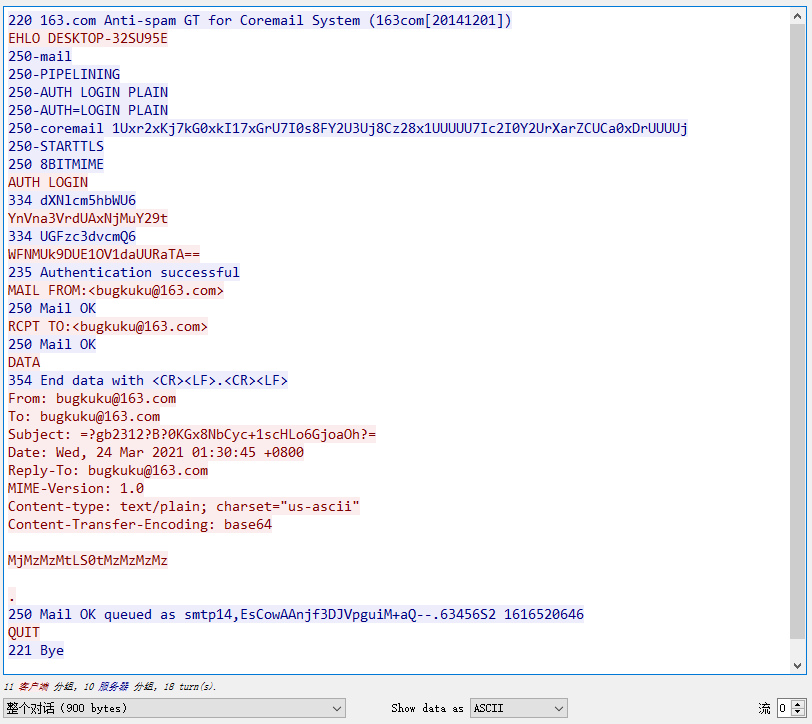 220 163.com Anti-spam GT for Coremail System (163com[20141201])
EHLO DESKTOP-32SU95E
250-mail
250-PIPELINING
250-AUTH LOGIN PLAIN
250-AUTH=LOGIN PLAIN
250-coremail 1Uxr2xKj7kG0xkI17xGrU7I0s8FY2U3Uj8Cz28x1UUUUU7Ic2I0Y2UrXarZCUCa0xDrUUUUj
250-STARTTLS
250 8BITMIME
AUTH LOGIN
334 dXNlcm5hbWU6
YnVna3VrdUAxNjMuY29t
334 UGFzc3dvcmQ6
WFNMUk9DUE1OV1daUURaTA==
235 Authentication successful
MAIL FROM:<bugkuku@163.com>
250 Mail OK
RCPT TO:<bugkuku@163.com>
250 Mail OK
DATA
354 End data with <CR><LF>.<CR><LF>
From: bugkuku@163.com
To: bugkuku@163.com
Subject: =?gb2312?B?0KGx8NbCyc+1scHLo6GjoaOh?=
Date: Wed, 24 Mar 2021 01:30:45 +0800
Reply-To: bugkuku@163.com
MIME-Version: 1.0
Content-type: text/plain; charset="us-ascii"
Content-Transfer-Encoding: base64
MjMzMzMtLS0tMzMzMzMz
.
250 Mail OK queued as smtp14,EsCowAAnjf3DJVpguiM+aQ--.63456S2 1616520646
QUIT
221 Bye
11 客户端 分组, 10 服务器 分组, 18 turn(s).
整个对话 (900 bytes) Show data as ASCII 流 0